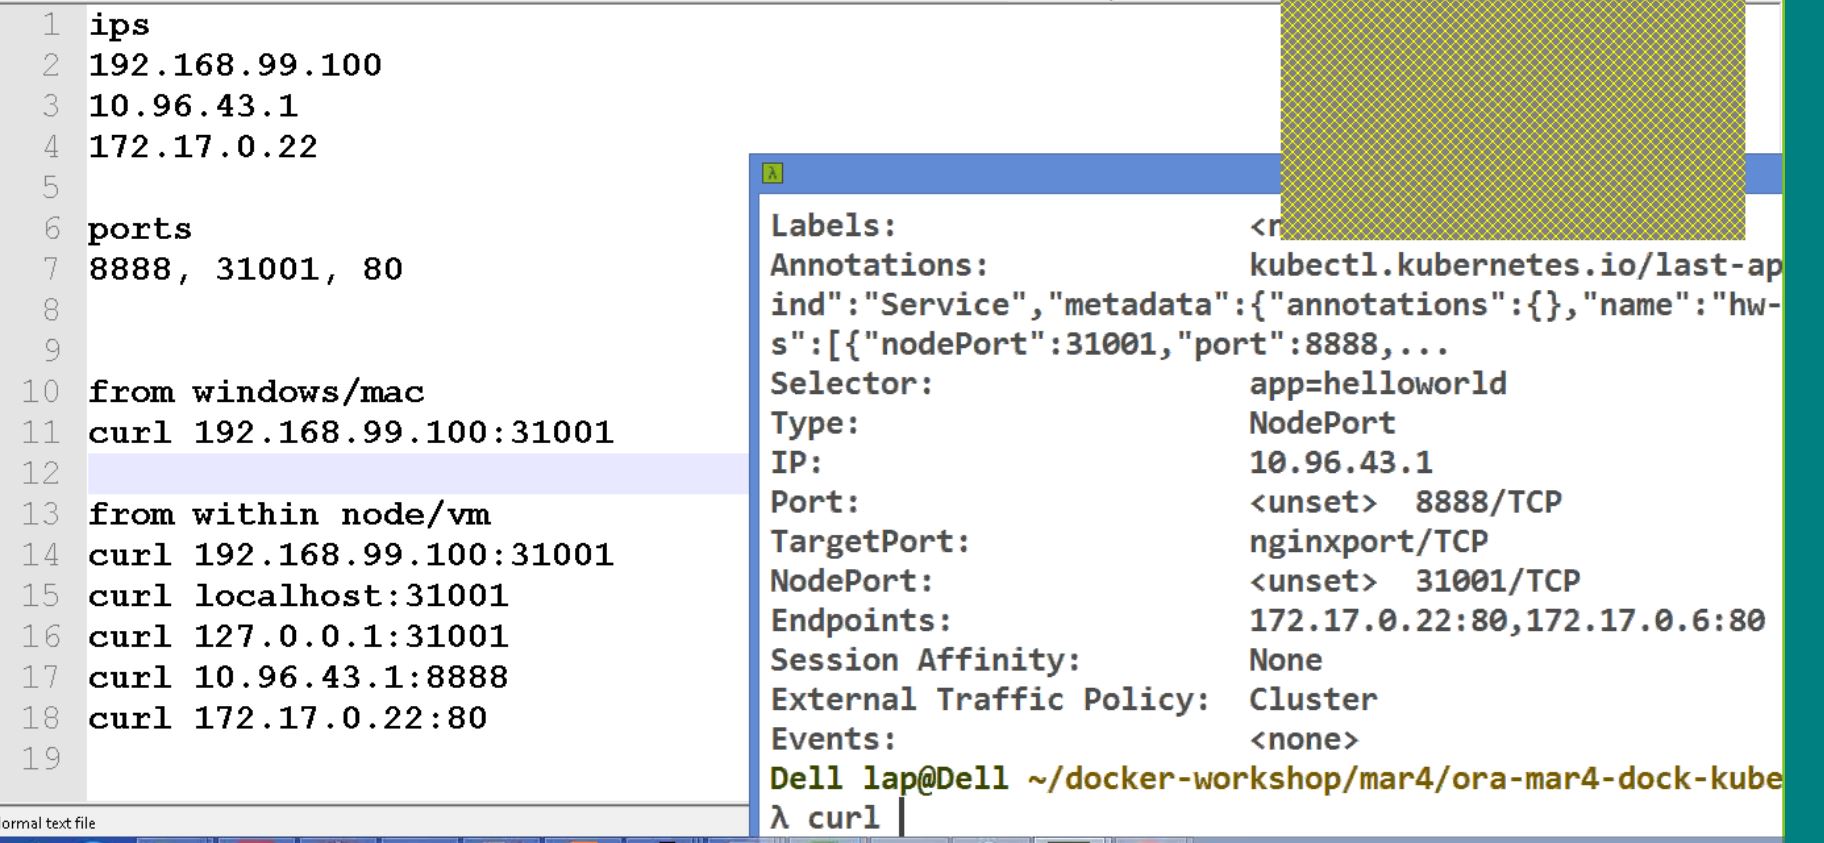 1 ips
2 192.168.99.100
3 10.96.43.1
4 172.17.0.22
5
6 ports
7 8888, 31001, 80
8
9
10 from windows/mac
11 curl 192.168.99.100:31001
12
13 from within node/vm
14 curl 192.168.99.100:31001
15 curl localhost:31001
16 curl 127.0.0.1:31001
17 curl 10.96.43.1:8888
18 curl 172.17.0.22:80
19
ormal text file
λ
Labels: <n
Annotations: kubectl.kubernetes.io/last-ap
ind":"Service","metadata":{"annotations":{},"name":"hw-
s":[{"nodePort":31001,"port":8888,...
Selector: app=helloworld
Type: NodePort
IP: 10.96.43.1
Port: <unset> 8888/TCP
TargetPort: nginxport/TCP
NodePort: <unset> 31001/TCP
Endpoints: 172.17.0.22:80,172.17.0.6:80
Session Affinity: None
External Traffic Policy: Cluster
Events: <none>
Dell lap@Dell ~/docker-workshop/mar4/ora-mar4-dock-kube
λ curl